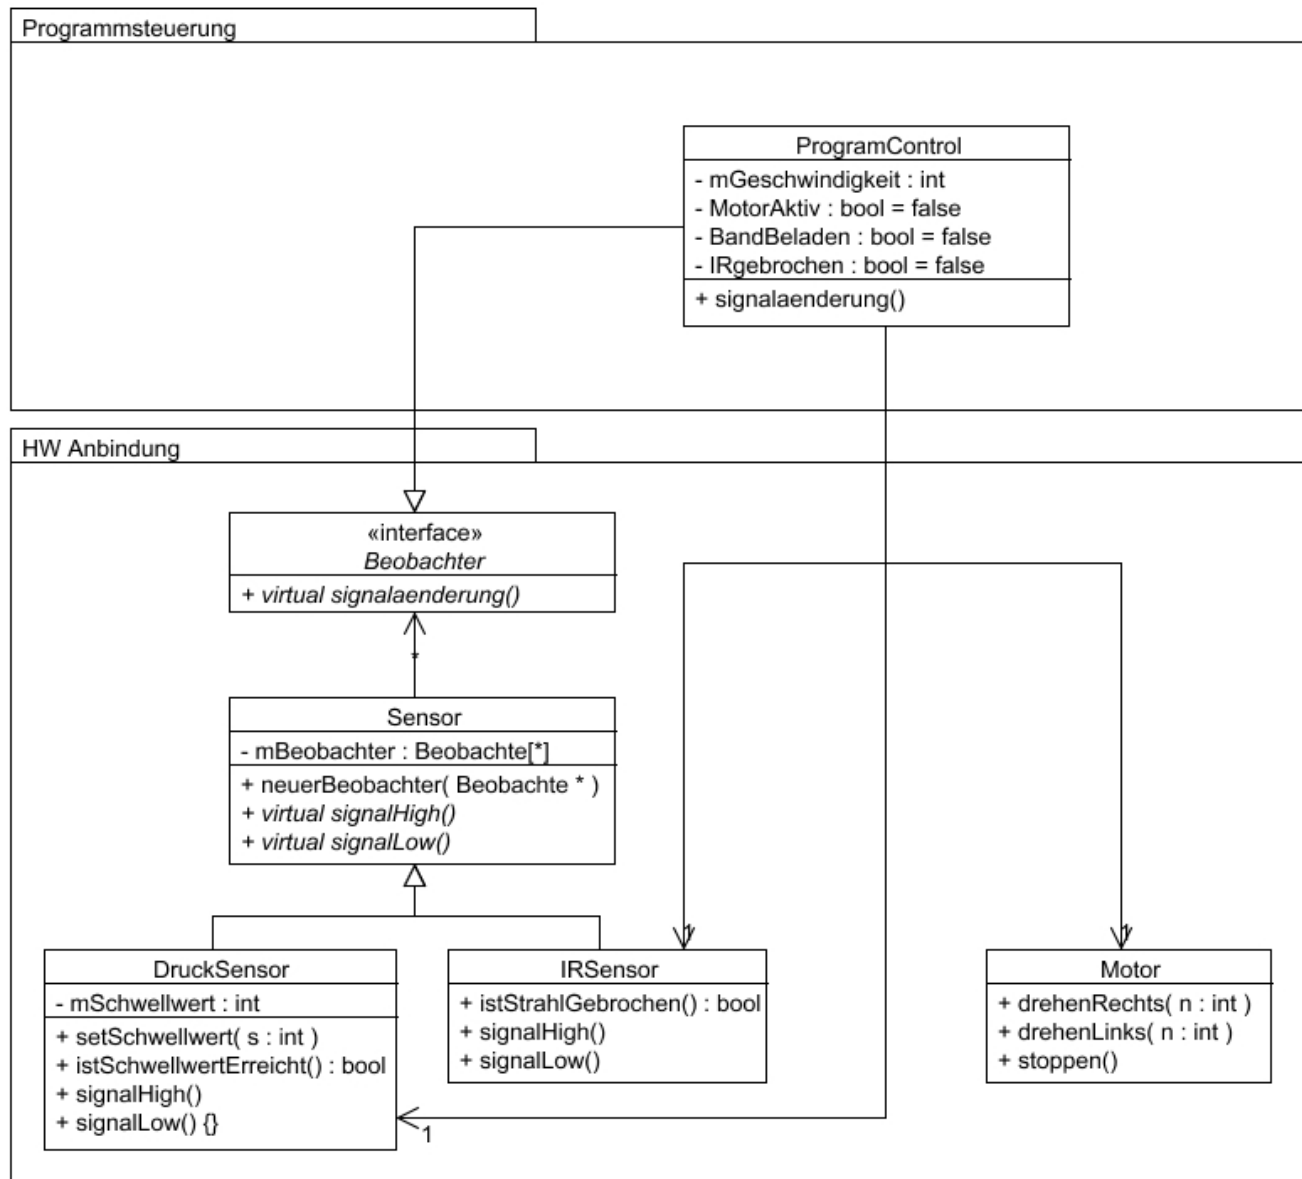 Programmsteuerung
ProgramControl
- mGeschwindigkeit : int
- MotorAktiv : bool = false
- BandBeladen : bool = false
- IRgebrochen : bool = false
+ signalaenderung()
HW Anbindung
«interface»
Beobachter
+ virtual signalaenderung()
*
Sensor
- mBeobachter : Beobachte[*]
+ neuerBeobachter( Beobachte * )
+ virtual signalHigh()
+ virtual signalLow()
1
1
DruckSensor
- mSchwellwert : int
+ setSchwellwert( s : int )
+ istSchwellwertErreicht() : bool
+ signalHigh()
+ signalLow() {}
1
IRSensor
+ istStrahlGebrochen() : bool
+ signalHigh()
+ signalLow()
Motor
+ drehenRechts( n : int )
+ drehenLinks( n : int )
+ stoppen()